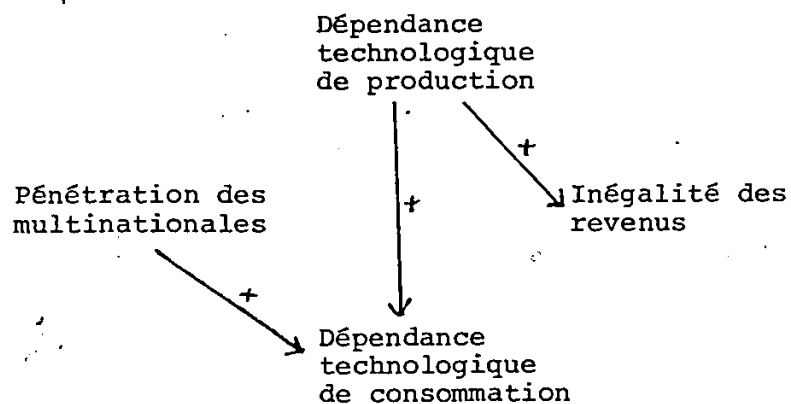 Dépendance
technologique
de production
+
Pénétration des
multinationales
+
Inégalité des
revenus
+
Dépendance
technologique
de consommation